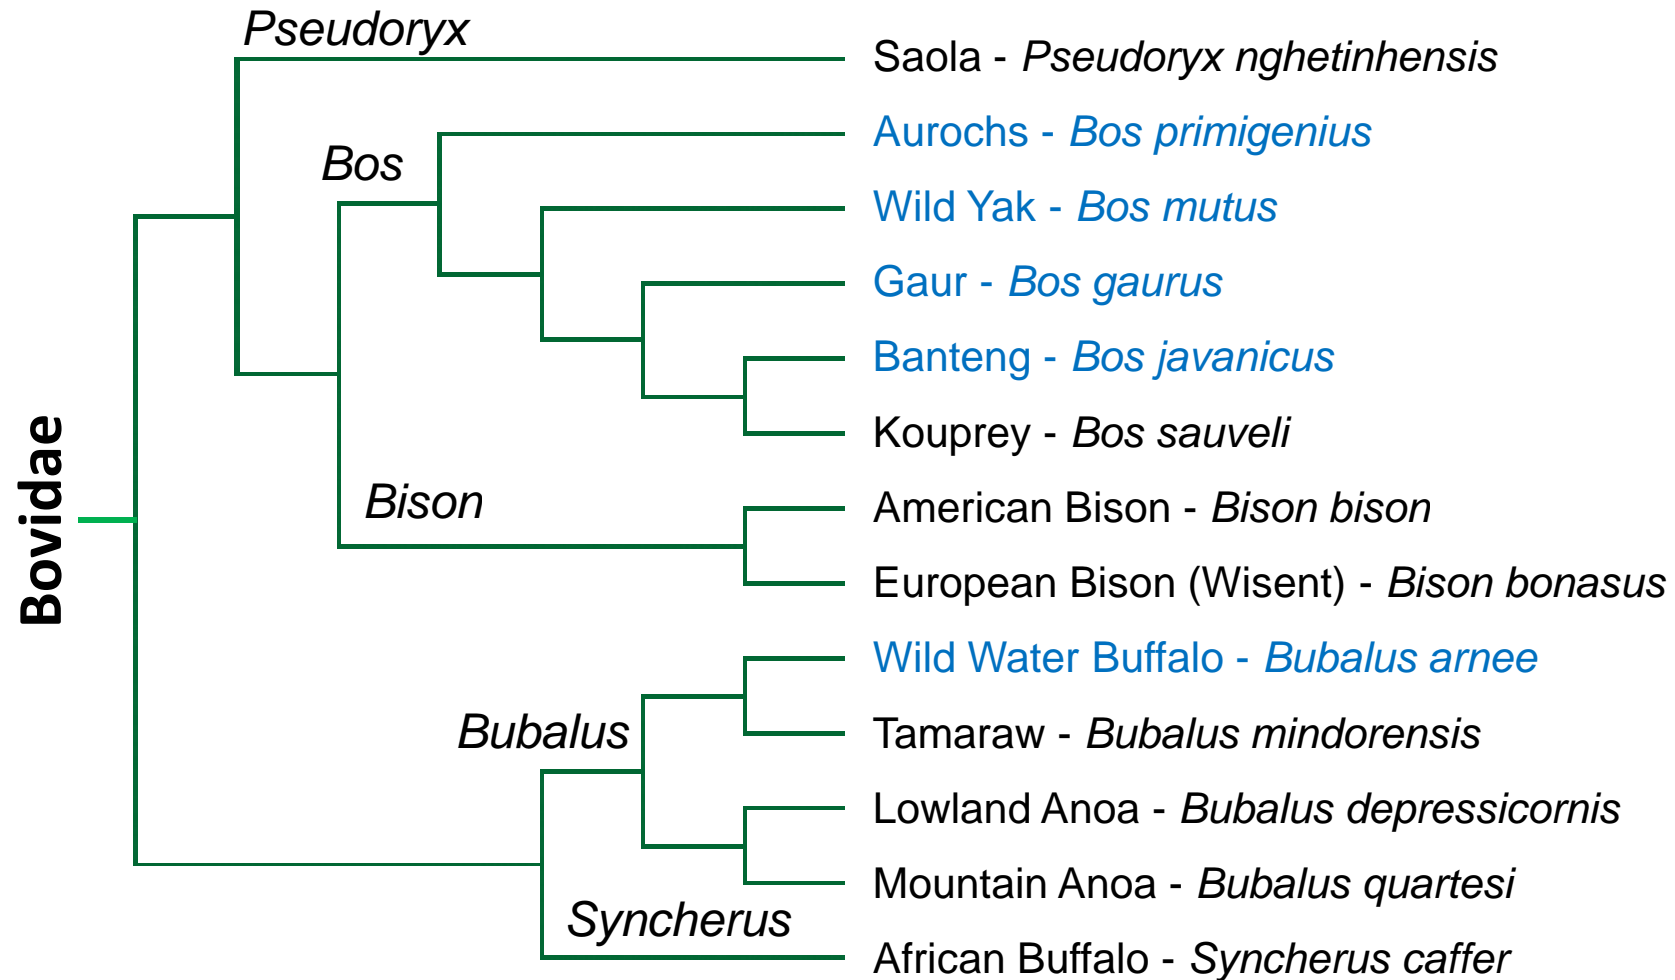 Pseudoryx
Saola - Pseudoryx nghetinhensis
Aurochs - Bos primigenius
Bos
Wild Yak - Bos mutus
Gaur - Bos gaurus
Banteng - Bos javanicus
Kouprey - Bos sauveli
Bovidae
Bison
American Bison - Bison bison
European Bison (Wisent) - Bison bonasus
Wild Water Buffalo - Bubalus arnee
Bubalus
Tamaraw - Bubalus mindorensis
Lowland Anoa - Bubalus depressicornis
Mountain Anoa - Bubalus quartesi
Syncherus
African Buffalo - Syncherus caffer